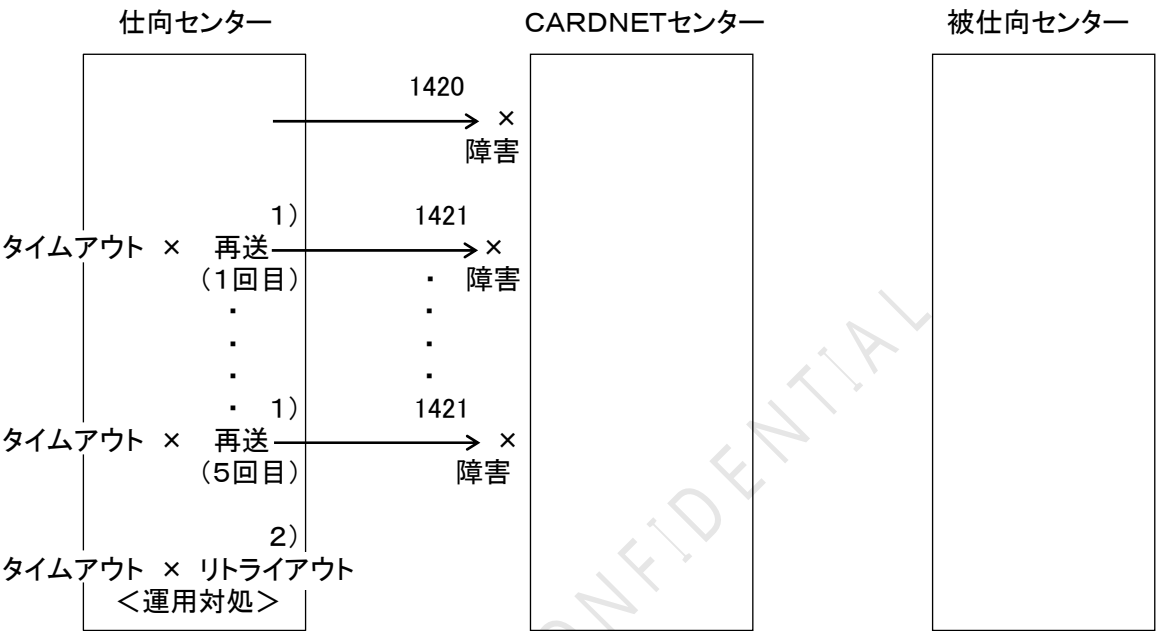 仕向センター
CARDNETセンター
被仕向センター
1420
×
障害
1)
1421
タイムアウト × 再送
×
(1回目)
・ 障害
・ ・
・ ・
・ ・
・ 1)
1421
タイムアウト × 再送
×
(5回目)
障害
2)
タイムアウト × リトライアウト
<運用対処>
CONFIDENTIAL